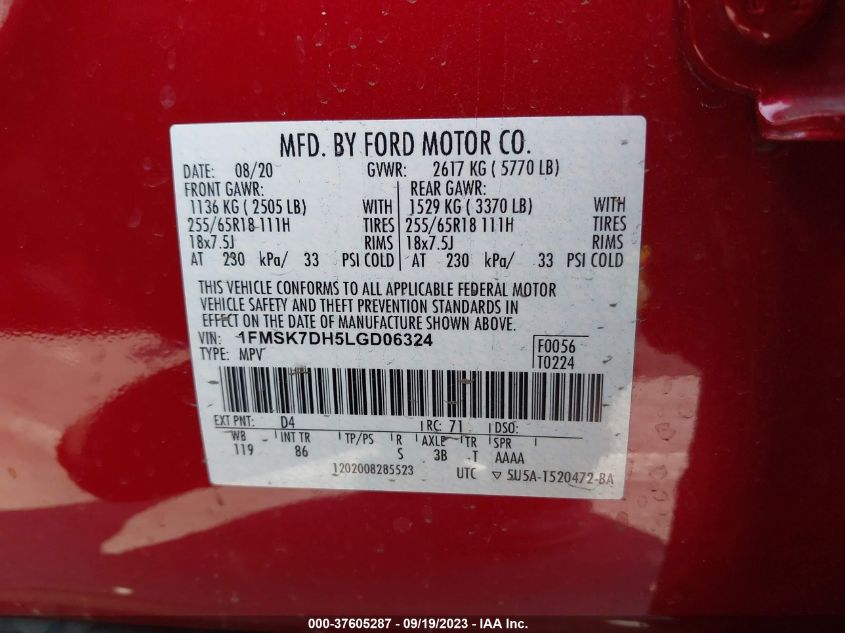 MFD. BY FORD MOTOR CO.
DATE: 08/20 GVWR: 2617 KG ( 5770 LB)
FRONT GAWR: REAR GAWR:
1136 KG ( 2505 LB) WITH 1529 KG ( 3370 LB) WITH
255/65R18 111H TIRES 255/65R18 111H TIRES
18x7.5J RIMS 18x7.5J RIMS
AT 230 kPa/ 33 PSI COLD AT 230 kPa/ 33 PSI COLD
THIS VEHICLE CONFORMS TO ALL APPLICABLE FEDERAL MOTOR
VEHICLE SAFETY AND THEFT PREVENTION STANDARDS IN
EFFECT ON THE DATE OF MANUFACTURE SHOWN ABOVE.
VIN: 1FMSK7DH5LGD06324 F0056
TYPE: MPV T0224
EXT PNT: D4 RC: 71 DSO:
WB INT TR TP/PS R AXLE TR SPR
119 86 S 3B T AAAA
1202008285523 UTC ▽ 5U5A-1520472-BA
000-37605287 - 09/19/2023 - IAA Inc.